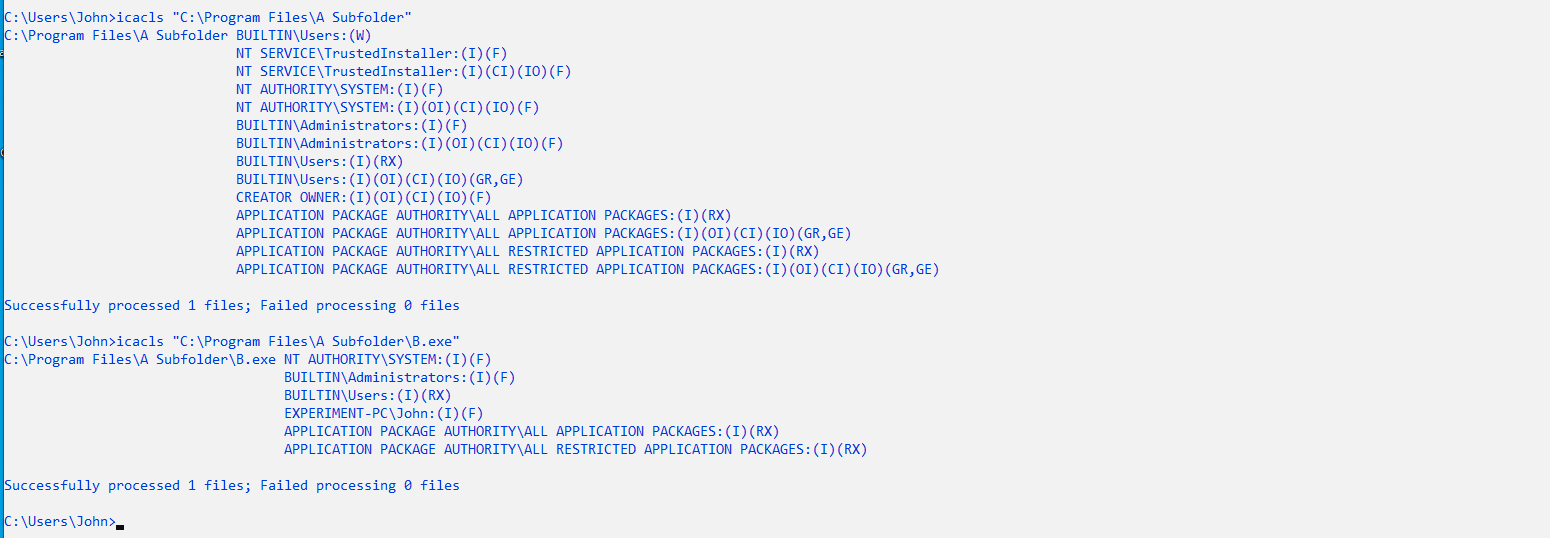 C:\Users\John>icacls "C:\Program Files\A Subfolder"
C:\Program Files\A Subfolder BUILTIN\Users:(W)
NT SERVICE\TrustedInstaller:(I)(F)
NT SERVICE\TrustedInstaller:(I)(CI)(IO)(F)
NT AUTHORITY\SYSTEM:(I)(F)
NT AUTHORITY\SYSTEM:(I)(OI)(CI)(IO)(F)
BUILTIN\Administrators:(I)(F)
BUILTIN\Administrators:(I)(OI)(CI)(IO)(F)
BUILTIN\Users:(I)(RX)
BUILTIN\Users:(I)(OI)(CI)(IO)(GR,GE)
CREATOR OWNER:(I)(OI)(CI)(IO)(F)
APPLICATION PACKAGE AUTHORITY\ALL APPLICATION PACKAGES:(I)(RX)
APPLICATION PACKAGE AUTHORITY\ALL APPLICATION PACKAGES:(I)(OI)(CI)(IO)(GR,GE)
APPLICATION PACKAGE AUTHORITY\ALL RESTRICTED APPLICATION PACKAGES:(I)(RX)
APPLICATION PACKAGE AUTHORITY\ALL RESTRICTED APPLICATION PACKAGES:(I)(OI)(CI)(IO)(GR,GE)
Successfully processed 1 files; Failed processing 0 files
C:\Users\John>icacls "C:\Program Files\A Subfolder\B.exe"
C:\Program Files\A Subfolder\B.exe NT AUTHORITY\SYSTEM:(I)(F)
BUILTIN\Administrators:(I)(F)
BUILTIN\Users:(I)(RX)
EXPERIMENT-PC\John:(I)(F)
APPLICATION PACKAGE AUTHORITY\ALL APPLICATION PACKAGES:(I)(RX)
APPLICATION PACKAGE AUTHORITY\ALL RESTRICTED APPLICATION PACKAGES:(I)(RX)
Successfully processed 1 files; Failed processing 0 files
C:\Users\John>